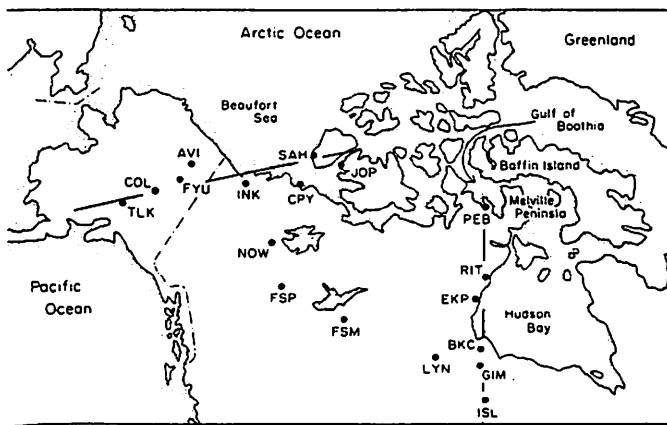 Arctic Ocean
Greenland
Beaufort
Sea
Gulf of
Boothia
AVI
SAH
JOP
Baffin Island
COL
FYU
INK
CPY
TLK
PEB
Melville
Peninsla
NOW
Pacific
Ocean
FSP
RIT
EKP
Hudson
Bay
FSM
BKC
LYN
GIM
ISL